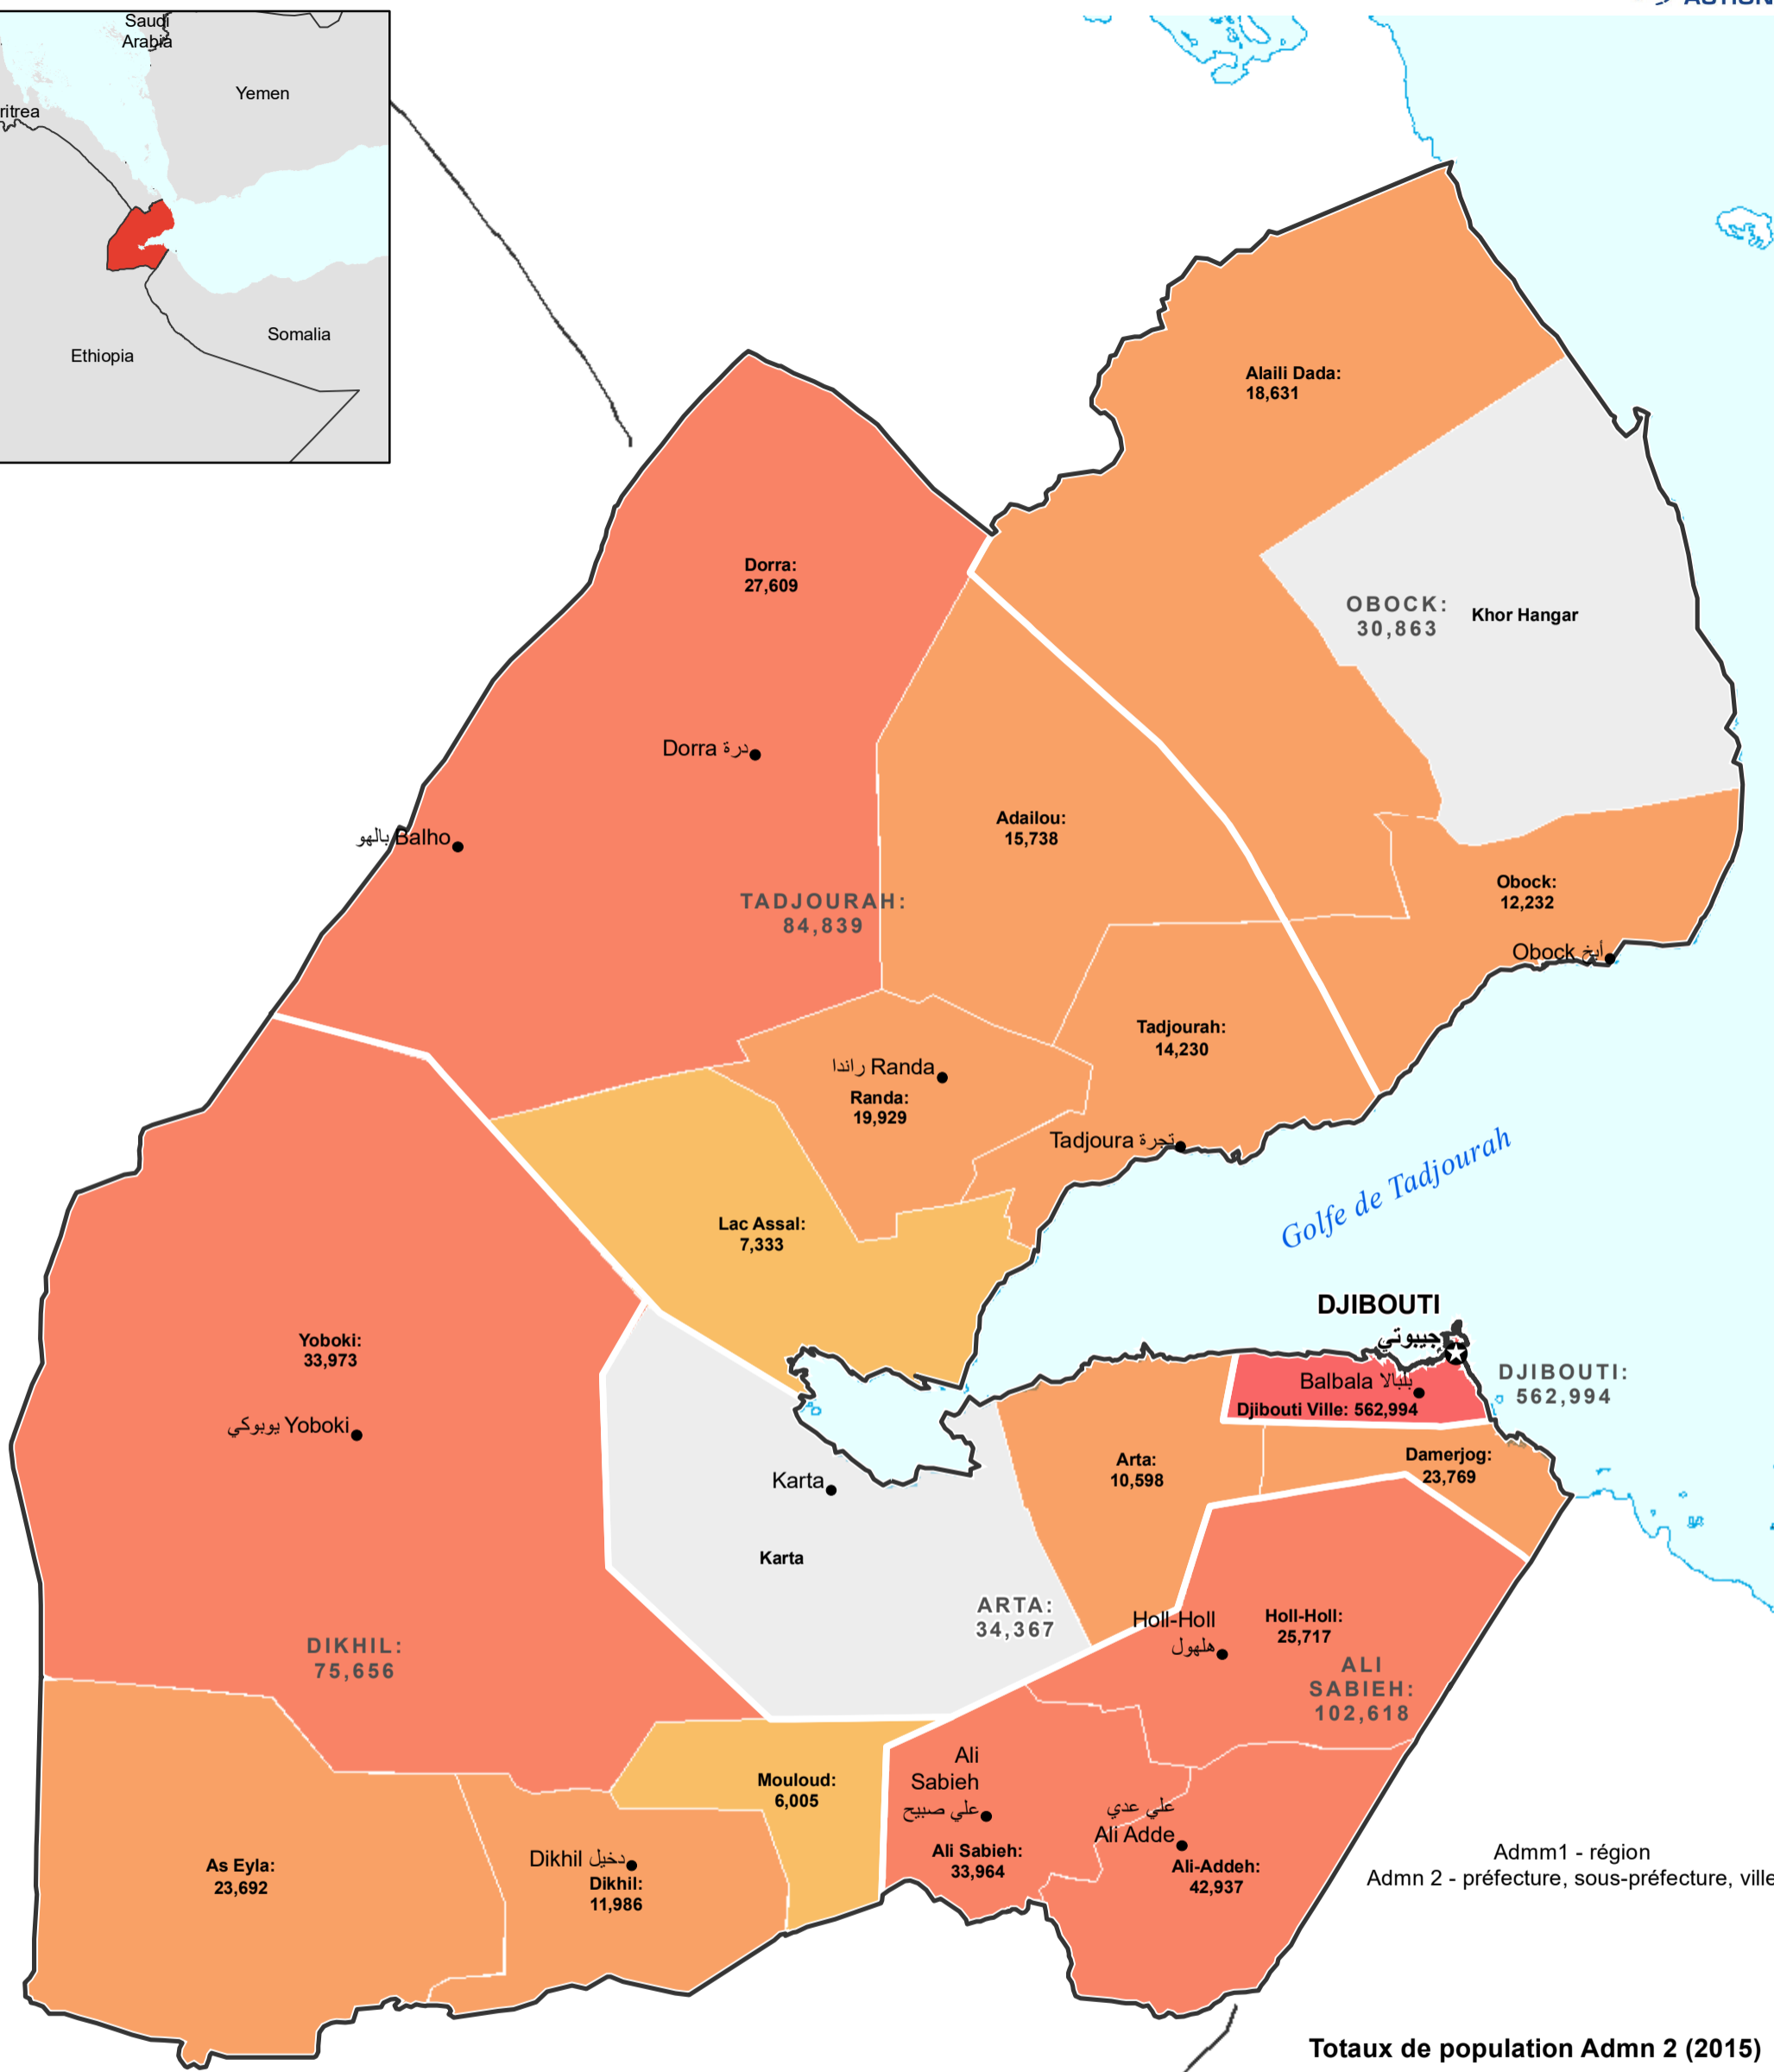 Saudi
Arabia
Yemen
ritrea
Ethiopia
Somalia
Alaili Dada:
18,631
Dorra:
27,609
OBOCK:
30,863
Khor Hangar
Dorra درة
بالهو Balho
Adailou:
15,738
TADJOURAH:
84,839
Obock:
12,232
Obock أبخ
Tadjourah:
14,230
راندا Randa
Randa:
19,929
Tadjoura تجرة
Golfe de Tadjourah
Lac Assal:
7,333
DJIBOUTI
جيبوتي
Yoboki:
33,973
DJIBOUTI:
562,994
Balbala بلبالا
Djibouti Ville: 562,994
يوبوكي Yoboki
Arta:
10,598
Damerjog:
23,769
Karta
Karta
ARTA:
34,367
Holl-Holl
هلهول
Holl-Holl:
25,717
DIKHIL:
75,656
ALI
SABIEH:
102,618
Mouloud:
6,005
Ali
Sabieh
علي صبيح
علي عدي
Ali Adde
Ali Sabieh:
33,964
Ali-Addeh:
42,937
As Eyla:
23,692
Dikhil دخيل
Dikhil:
11,986
Admm1 - région
Admn 2 - préfecture, sous-préfecture, ville
Totaux de population Admn 2 (2015)